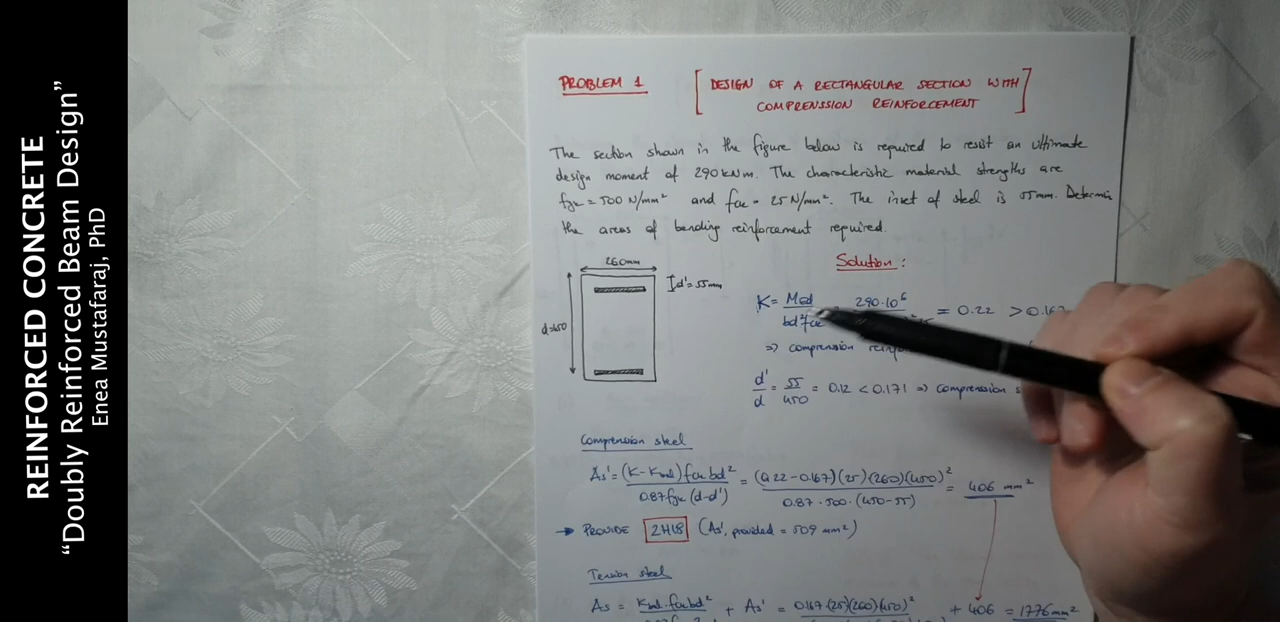 REINFORCED CONCRETE
“Doubly Reinforced Beam Design”
Enea Mustafaraj, PhD
PROBLEM 1 [DESIGN OF A RECTANGULAR SECTION WITH
COMPRENSSION REINFORCEMENT]
The section shown in the figure below is required to resist an ultimate
design moment of 290kNm. The characteristic material strengths are
fyk = 500 N/mm² and fck = 25 N/mm². The inset of steel is 55mm. Determin
the areas of bending reinforcement required.
260mm
d'=55mm
d=450
Solution:
K = Med / bd²fck 290·10⁶ = 0.22 > 0.167
=> compression
d'/d = 55/450 = 0.12 < 0.171 => compression s
Comprension steel
As' = (K-Kbal)fck bd² / 0.87fyk (d-d') = (0.22-0.167)(25)(260)(450)² / 0.87·500·(450-55) = 406 mm²
→ PROVIDE 2H18 (As', provided = 509 mm²)
Tension steel
As = Kbal·fck bd² + As' = 0.167(25)(260)(450)² + 406 = 1776mm²